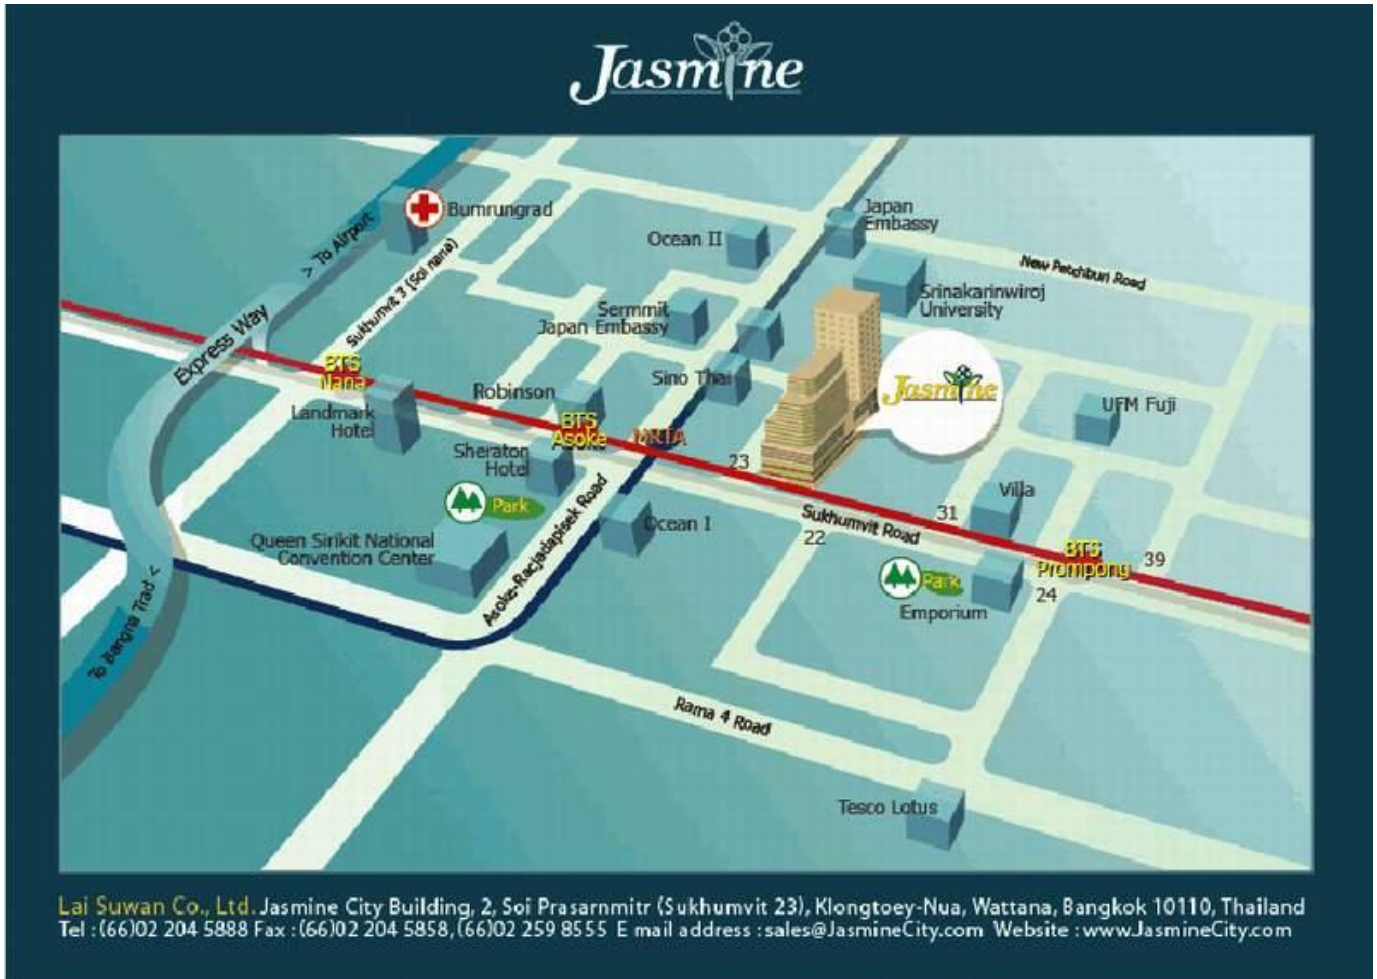 Jasmine
Bumrungrad
> To Airport
Sukhumvit 3 (Soi nana)
Ocean II
Japan
Embassy
New Petchburi Road
Srinakarinwiroj
University
Sermmit
Japan Embassy
Express Way
BTS
Nana
Landmark
Hotel
Robinson
Sino Thai
Jasmine
UFM Fuji
BTS
Asoke
MRTA
Sheraton
Hotel
23
Park
Villa
31
Sukhumvit Road
22
Ocean I
Queen Sirikit National
Convention Center
Asoke-Racjadapisek Road
BTS
Prompong
39
Park
24
Emporium
To Bangna Trad <
Rama 4 Road
Tesco Lotus
Lai Suwan Co., Ltd. Jasmine City Building, 2, Soi Prasarnmitr (Sukhumvit 23), Klongtoey-Nua, Wattana, Bangkok 10110, Thailand
Tel :(66)02 204 5888 Fax :(66)02 204 5858, (66)02 259 8555 E mail address :sales@JasmineCity.com Website :www.JasmineCity.com